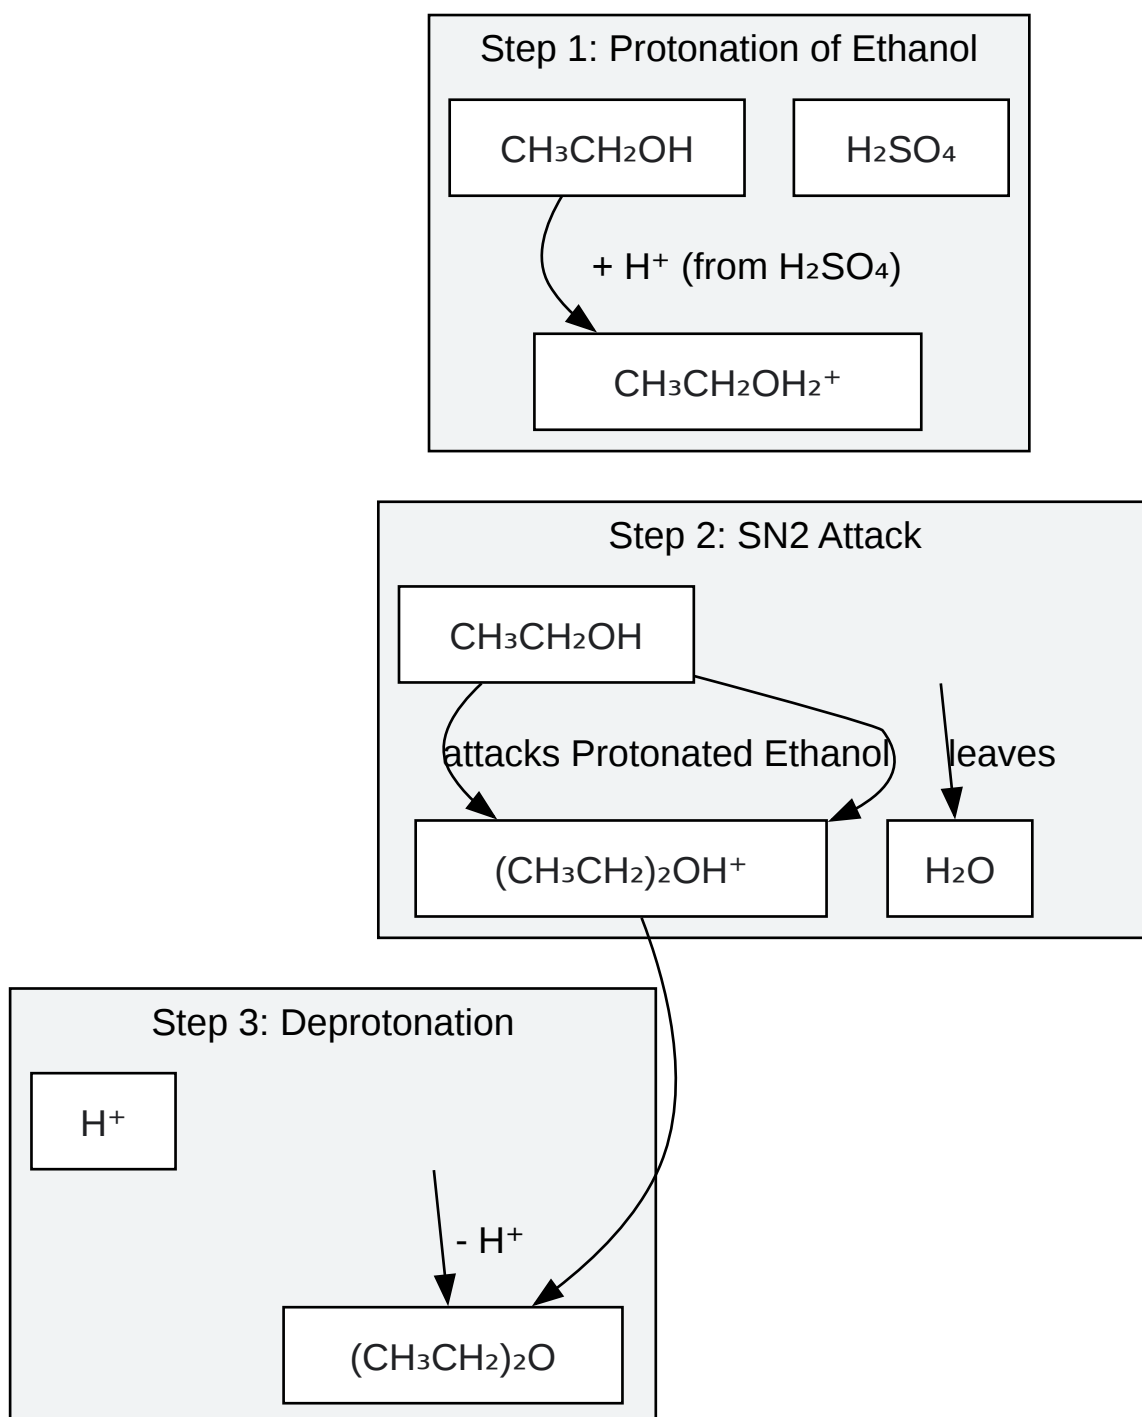 Step 1: Protonation of Ethanol
CH₃CH₂OH
H₂SO₄
+ H⁺ (from H₂SO₄)
CH₃CH₂OH₂⁺
Step 2: SN2 Attack
CH₃CH₂OH
attacks Protonated Ethanol
leaves
(CH₃CH₂)₂OH⁺
H₂O
Step 3: Deprotonation
H⁺
- H⁺
(CH₃CH₂)₂O